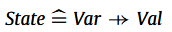 State ≙ Var ⇸ Val